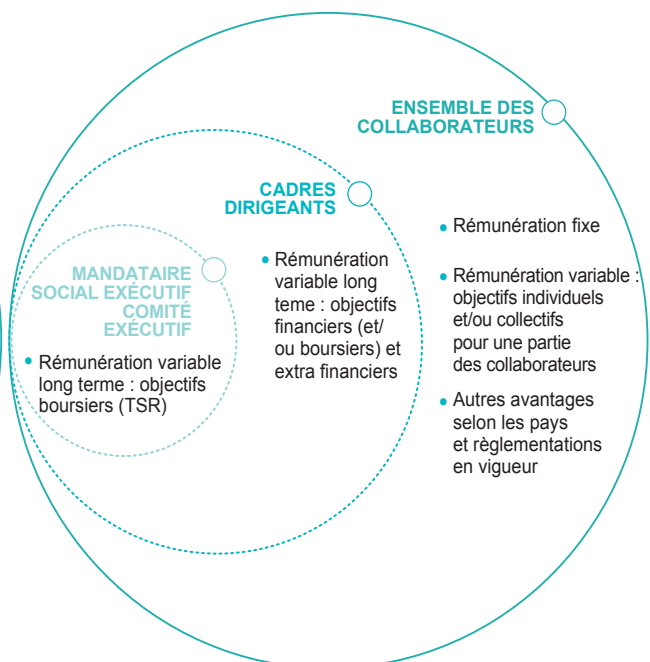 ENSEMBLE DES
COLLABORATEURS
CADRES
DIRIGEANTS
MANDATAIRE
SOCIAL EXÉCUTIF
COMITÉ
EXÉCUTIF
• Rémunération variable
long terme : objectifs
boursiers (TSR)
• Rémunération
variable long
teme : objectifs
financiers (et/
ou boursiers) et
extra financiers
• Rémunération fixe
• Rémunération variable :
objectifs individuels
et/ou collectifs
pour une partie
des collaborateurs
• Autres avantages
selon les pays
et règlementations
en vigueur